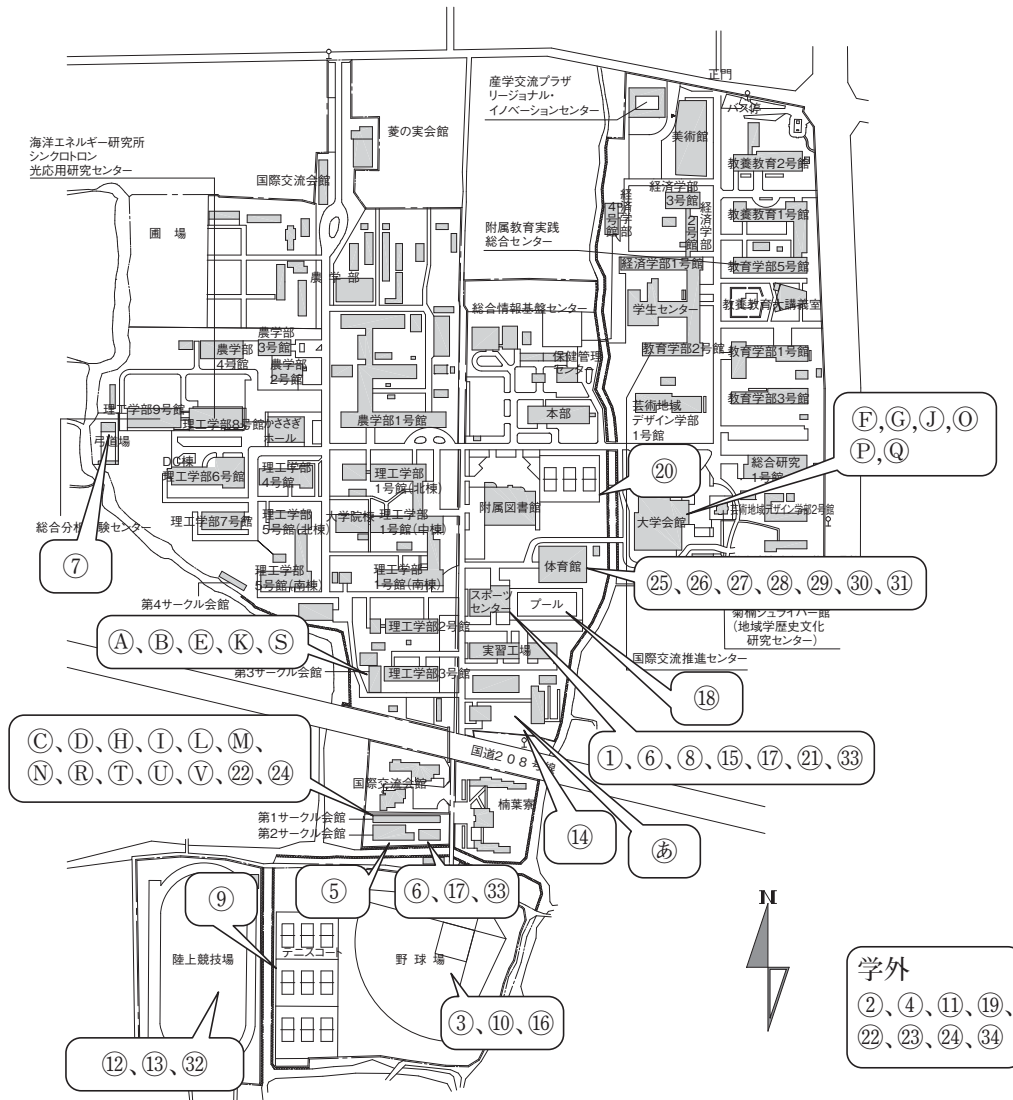 正門
バス停
産学交流プラザ
リージョナル・
イノベーションセンター
美術館
菱の実会館
海洋エネルギー研究所
シンクロトロン
光応用研究センター
国際交流会館
教養教育2号館
経済学部
3号館
経済学部
4号館
経済学部
2号館
教養教育1号館
圃場
附属教育実践
総合センター
農学部
経済学部1号館
教育学部5号館
総合情報基盤センター
学生センター
教養教育大講義室
農学部
3号館
農学部
4号館
農学部
2号館
保健管理
センター
教育学部2号館
教育学部1号館
教育学部3号館
理工学部9号館
理工学部8号館
かささぎ
ホール
農学部1号館
本部
芸術地域
デザイン学部
1号館
Ⓕ,Ⓖ,Ⓙ,Ⓞ
Ⓟ,Ⓠ
弓道場
DC棟
理工学部6号館
理工学部
4号館
理工学部
1号館(北棟)
⑳
総合研究
1号館
総合分析実験センター
理工学部7号館
理工学部
5号館(北棟)
大学院棟
理工学部
1号館(中棟)
附属図書館
大学会館
芸術地域デザイン学部2号館
⑦
理工学部
5号館(南棟)
理工学部
1号館(南棟)
体育館
㉕、㉖、㉗、㉘、㉙、㉚、㉛
第4サークル会館
スポーツ
センター
プール
菊楠シュライバー館
(地域学歴史文化
研究センター)
Ⓐ、Ⓑ、Ⓔ、Ⓚ、Ⓢ
理工学部2号館
実習工場
国際交流推進センター
第3サークル会館
理工学部3号館
⑱
Ⓒ、Ⓓ、Ⓗ、Ⓘ、Ⓛ、Ⓜ、
Ⓝ、Ⓡ、Ⓣ、Ⓤ、Ⓥ、㉒、㉔
国道208号線
①、⑥、⑧、⑮、⑰、㉑、㉝
国際交流会館
楠葉寮
第1サークル会館
第2サークル会館
⑭
あ
⑤
⑥、⑰、㉝
⑨
N
陸上競技場
テニスコート
野球場
③、⑩、⑯
⑫、⑬、㉜
学外
②、④、⑪、⑲、
㉒、㉓、㉔、㉞